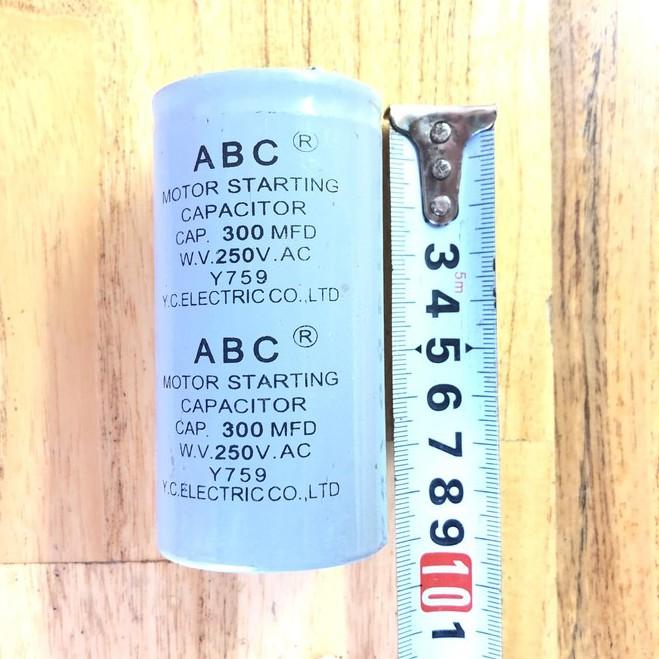 ABC ®
MOTOR STARTING
CAPACITOR
CAP. 300 MFD
W.V.250V.AC
Y759
Y.C.ELECTRIC CO.,LTD
ABC ®
MOTOR STARTING
CAPACITOR
CAP. 300 MFD
W.V.250V.AC
Y759
Y.C.ELECTRIC CO.,LTD
3
5m
4
5
6
7
8
9
10
1